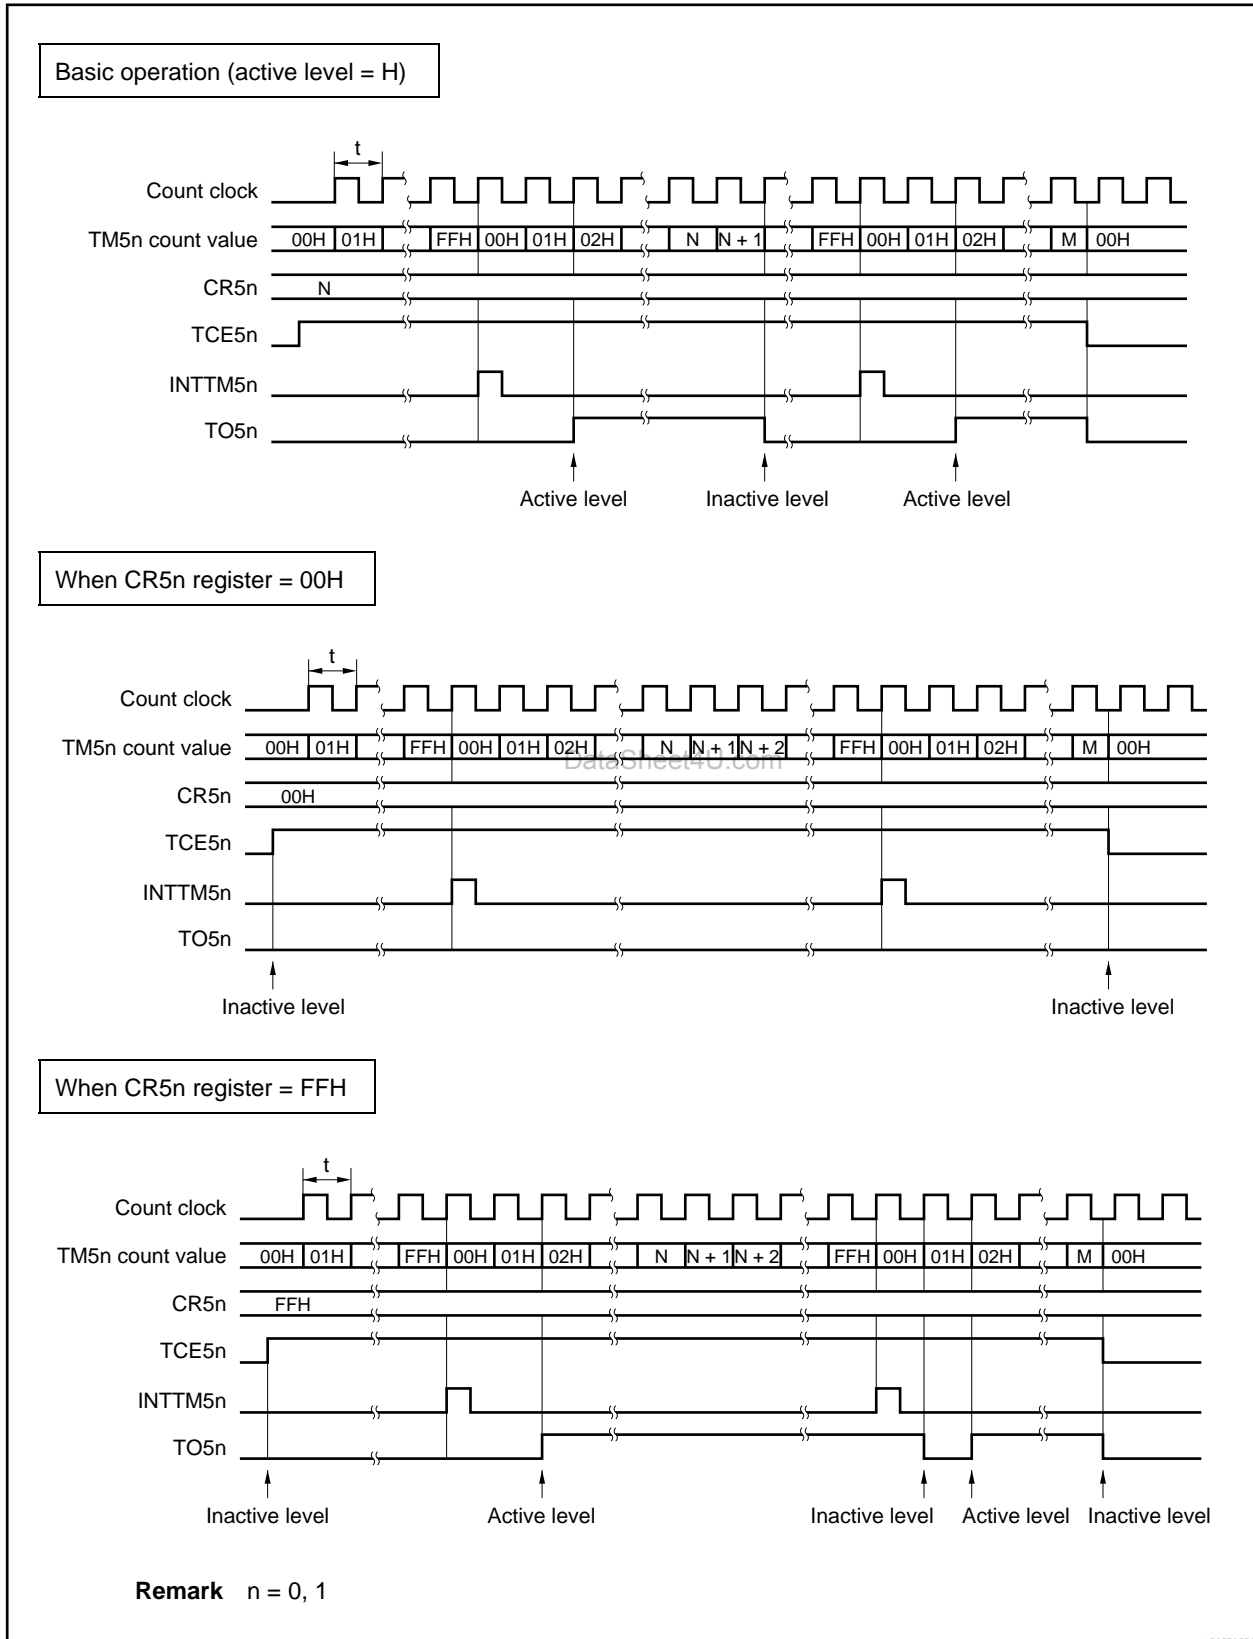 Basic operation (active level = H)
t
Count clock
TM5n count value 00H 01H FFH 00H 01H 02H N N + 1 FFH 00H 01H 02H M 00H
CR5n N
TCE5n
INTTM5n
TO5n
Active level Inactive level Active level
When CR5n register = 00H
t
Count clock
TM5n count value 00H 01H FFH 00H 01H 02H N N + 1 N + 2 FFH 00H 01H 02H M 00H
DataSheet4U.com
CR5n 00H
TCE5n
INTTM5n
TO5n
Inactive level Inactive level
When CR5n register = FFH
t
Count clock
TM5n count value 00H 01H FFH 00H 01H 02H N N + 1 N + 2 FFH 00H 01H 02H M 00H
CR5n FFH
TCE5n
INTTM5n
TO5n
Inactive level Active level Inactive level Active level Inactive level
Remark n = 0, 1